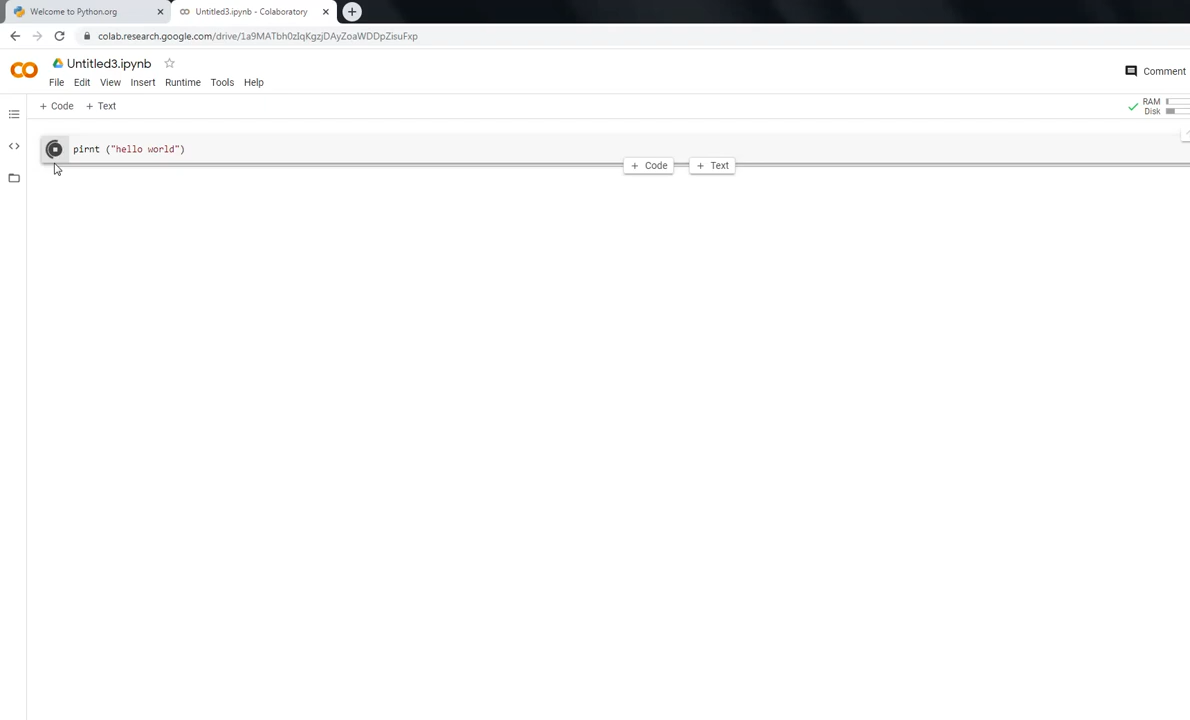 Welcome to Python.org
Untitled3.ipynb - Colaboratory
colab.research.google.com/drive/1a9MATbh0zIqKgzjDAyZoaWDDpZisuFxp
Untitled3.ipynb
Comment
File Edit View Insert Runtime Tools Help
+ Code + Text
RAM
Disk
pirnt ("hello world")
+ Code + Text